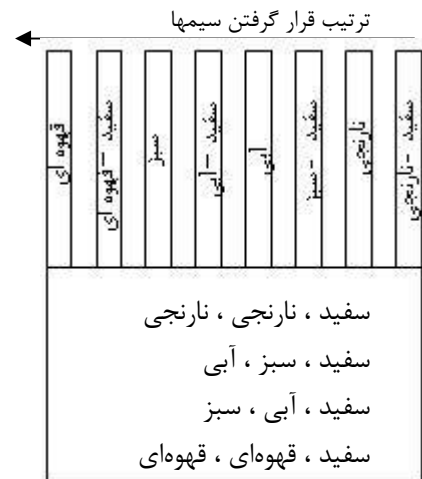 ترتیب قرار گرفتن سیمها
سفید - نارنجی
نارنجی
سفید - سبز
آبی
سفید - آبی
سبز
سفید - قهوه ای
قهوه ای
سفید ، نارنجی ، نارنجی
سفید ، سبز ، آبی
سفید ، آبی ، سبز
سفید ، قهوه‌ای ، قهوه‌ای